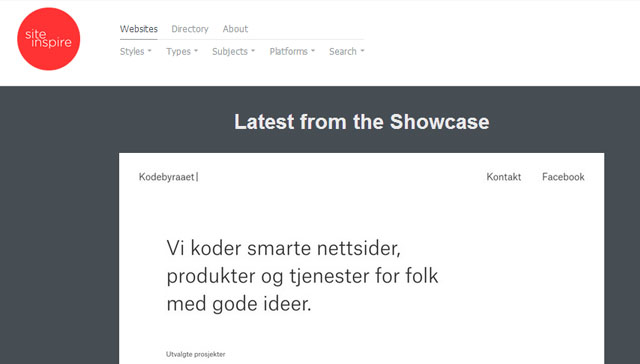 site
inspire
Websites Directory About
Styles Types Subjects Platforms Search
Latest from the Showcase
Kodebyraaet| Kontakt Facebook
Vi koder smarte nettsider,
produkter og tjenester for folk
med gode ideer.
Utvalgte prosjekter